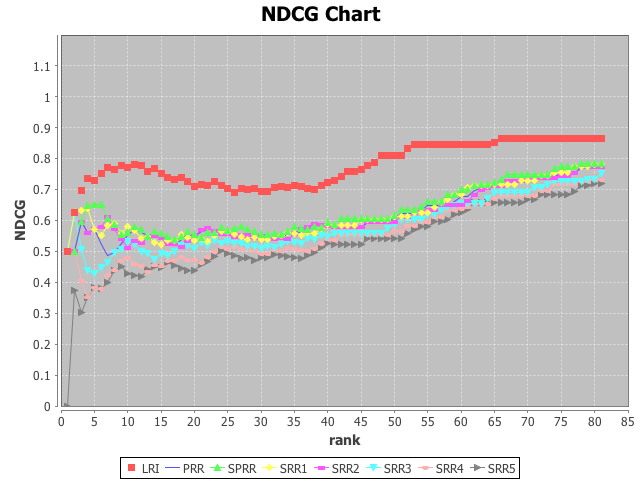 NDCG Chart
1.1
1
0.9
0.8
0.7
0.6
0.5
0.4
0.3
0.2
0.1
0
NDCG
0 5 10 15 20 25 30 35 40 45 50 55 60 65 70 75 80 85
rank
LRI PRR SPRR SRR1 SRR2 SRR3 SRR4 SRR5